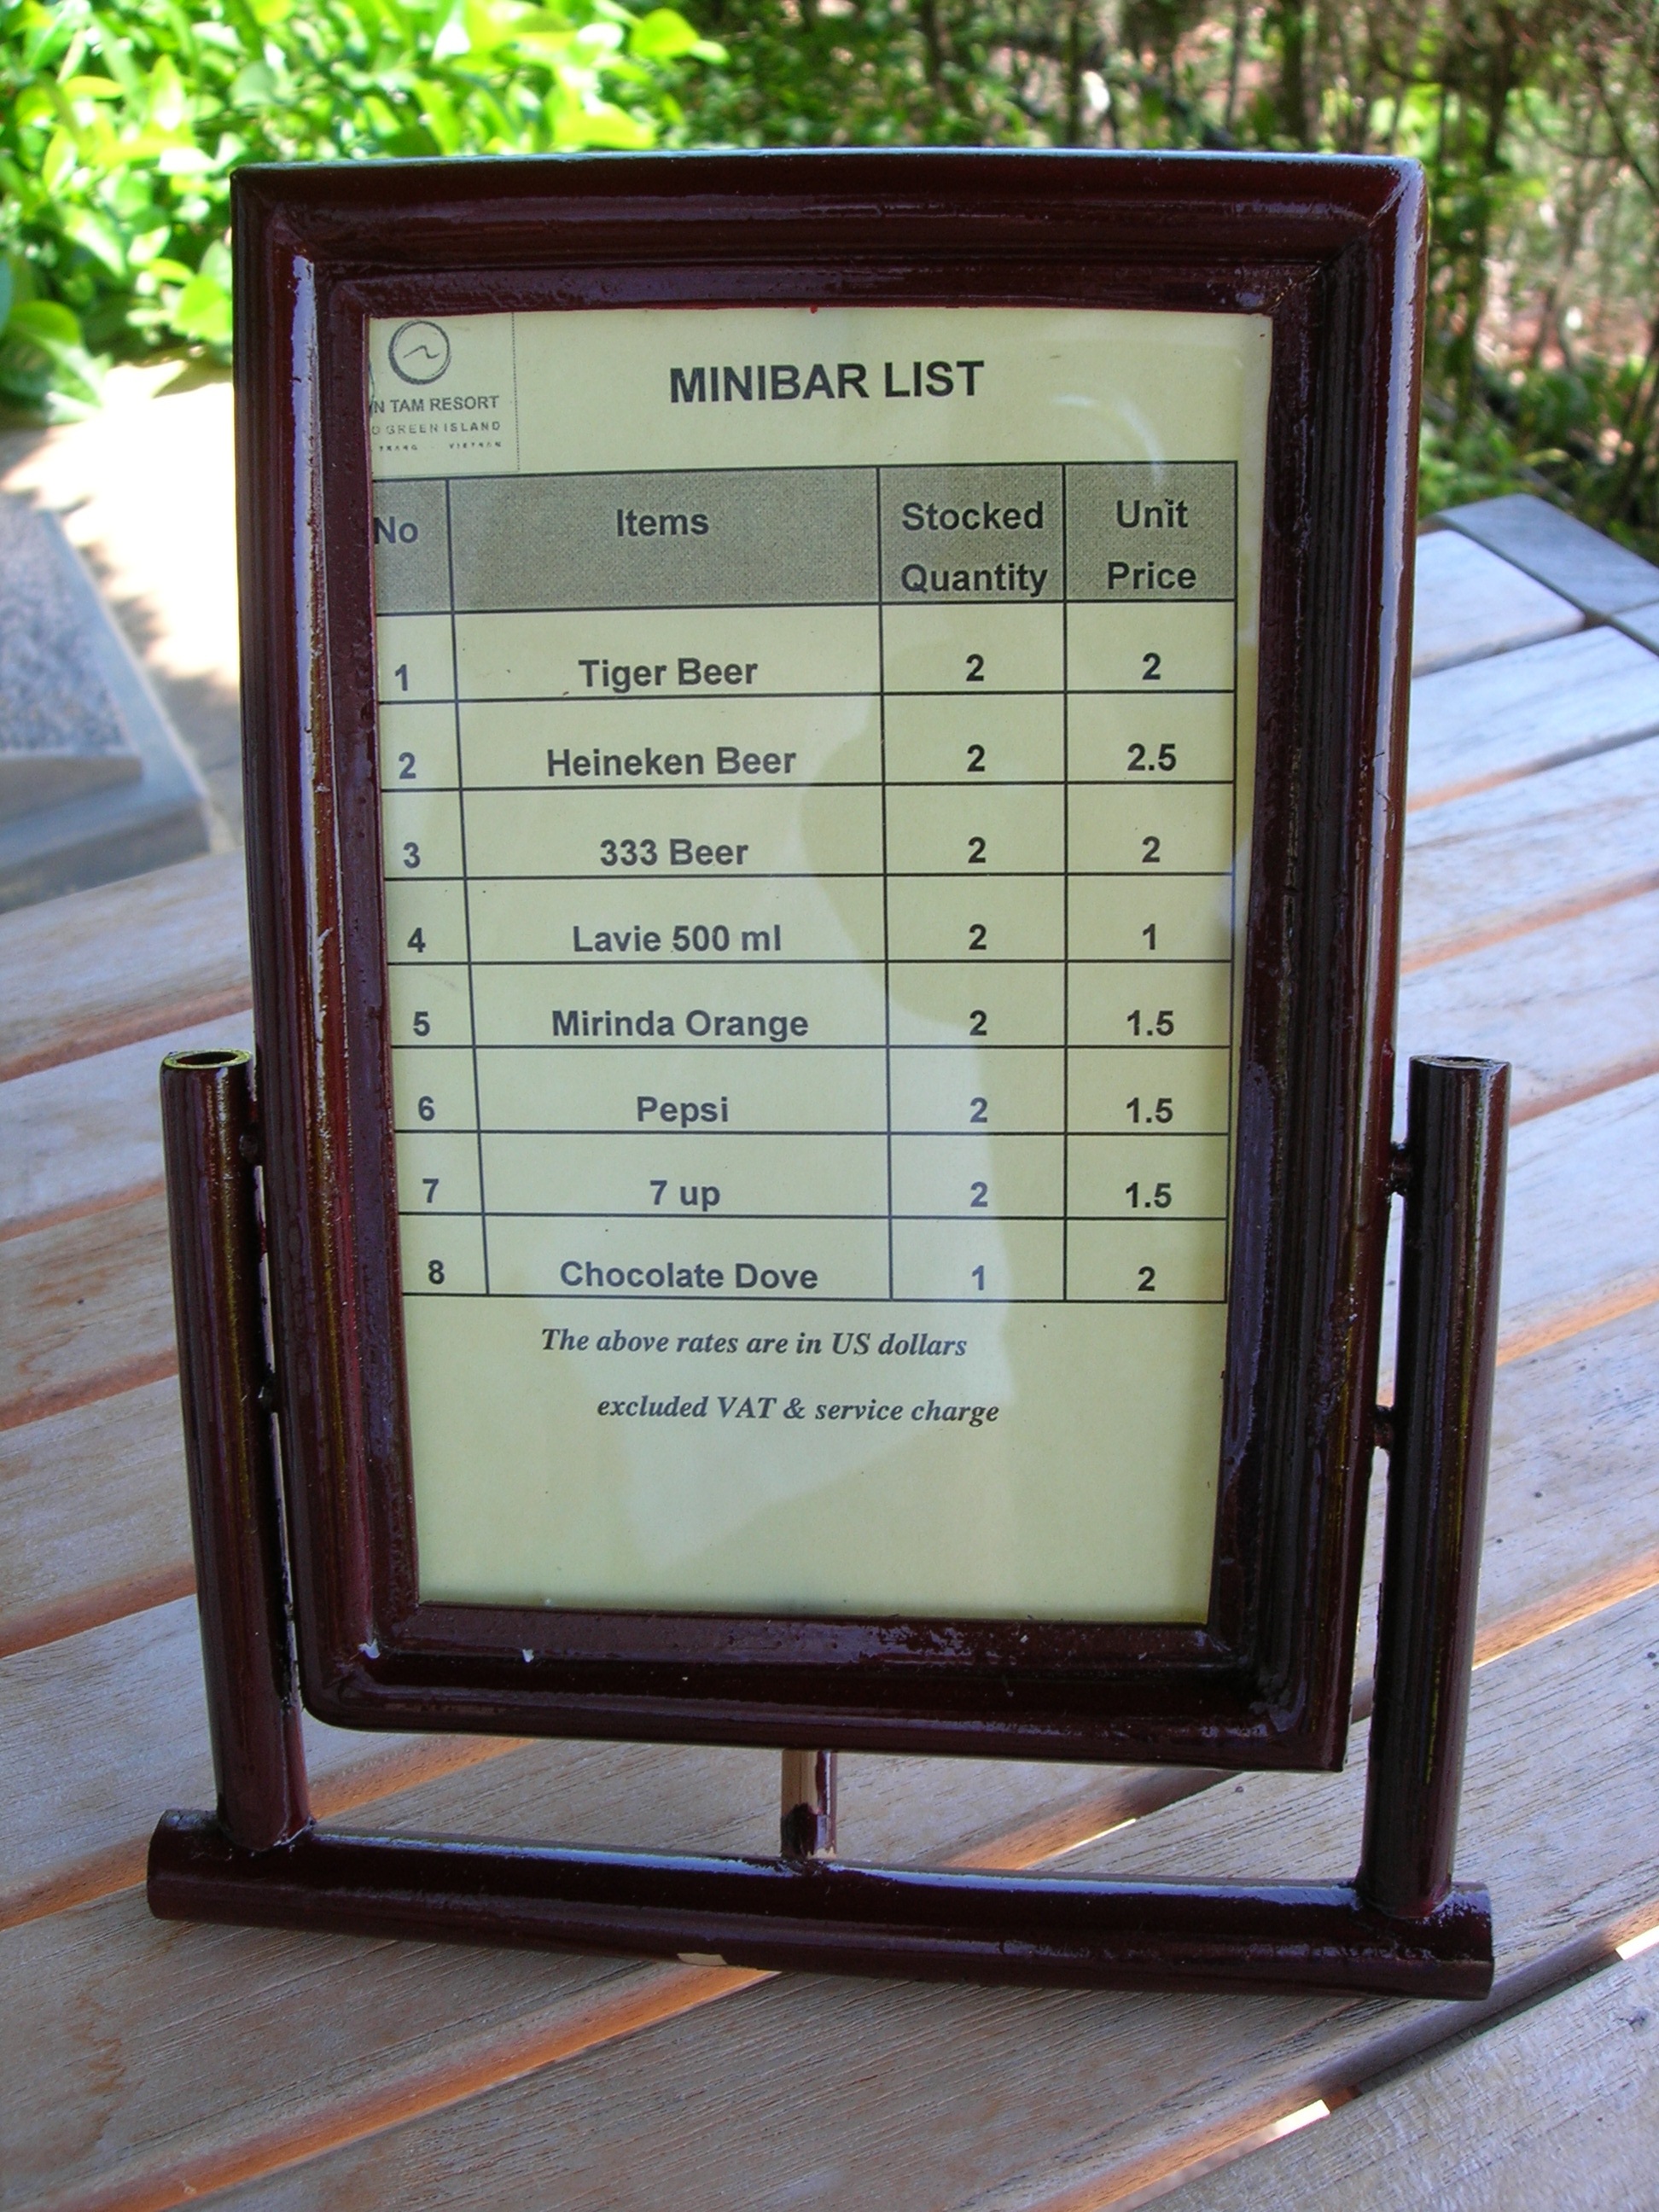 MINIBAR LIST
N TAM RESORT
O GREEN ISLAND
TRANG VIETNAM
No Items Stocked Quantity Unit Price
1 Tiger Beer 2 2
2 Heineken Beer 2 2.5
3 333 Beer 2 2
4 Lavie 500 ml 2 1
5 Mirinda Orange 2 1.5
6 Pepsi 2 1.5
7 7 up 2 1.5
8 Chocolate Dove 1 2
The above rates are in US dollars
excluded VAT & service charge